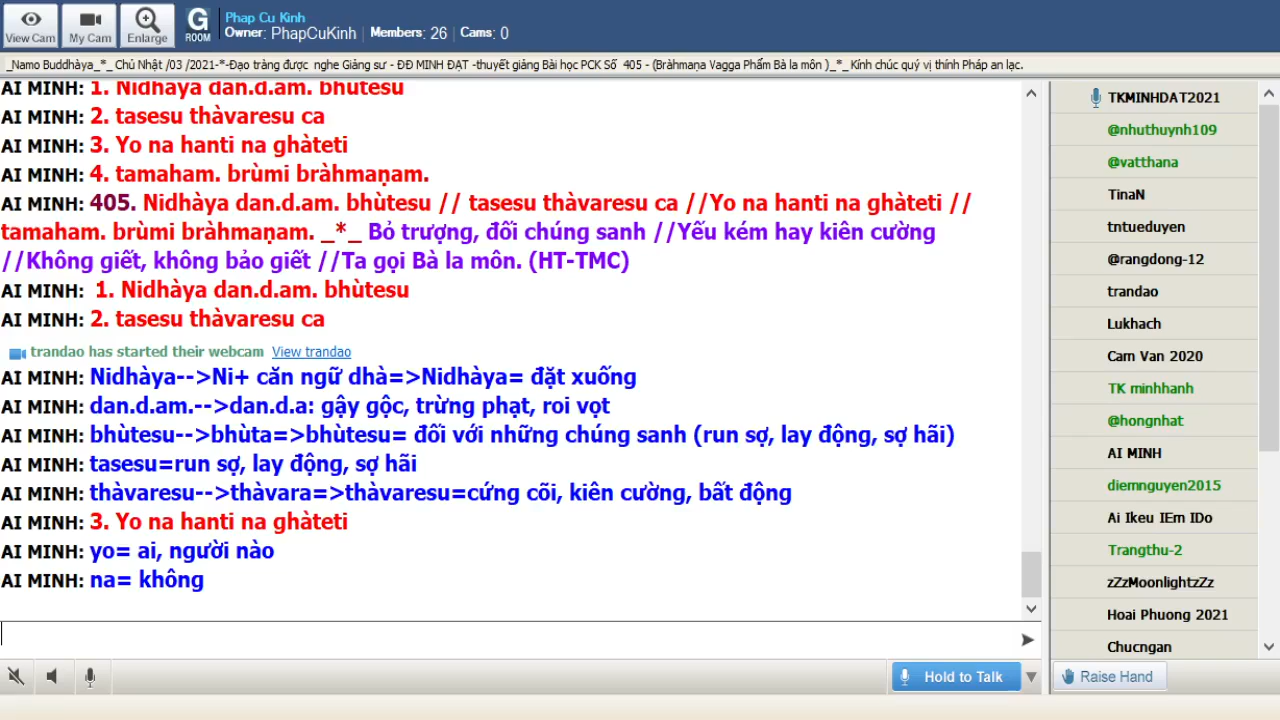 View Cam
My Cam
Enlarge
G
ROOM
Phap Cu Kinh
Owner: PhapCuKinh | Members: 26 | Cams: 0
_Namo Buddhàya_*_ Chủ Nhật /03 /2021-*-Đạo tràng được nghe Giảng sư - ĐĐ MINH ĐẠT -thuyết giảng Bài học PCK Số 405 - (Bràhmaṇa Vagga Phẩm Bà la môn )_*_ Kính chúc quý vị thính Pháp an lạc.
AI MINH: 1. Nidhàya dan.d.am. bhùtesu
AI MINH: 2. tasesu thàvaresu ca
AI MINH: 3. Yo na hanti na ghàteti
AI MINH: 4. tamaham. brùmi bràhmaṇam.
AI MINH: 405. Nidhàya dan.d.am. bhùtesu // tasesu thàvaresu ca //Yo na hanti na ghàteti //
tamaham. brùmi bràhmaṇam. _*_ Bỏ trượng, đối chúng sanh //Yếu kém hay kiên cường
//Không giết, không bảo giết //Ta gọi Bà la môn. (HT-TMC)
AI MINH: 1. Nidhàya dan.d.am. bhùtesu
AI MINH: 2. tasesu thàvaresu ca
trandao has started their webcam View trandao
AI MINH: Nidhàya-->Ni+ căn ngữ dhà=>Nidhàya= đặt xuống
AI MINH: dan.d.am.-->dan.d.a: gậy gộc, trừng phạt, roi vọt
AI MINH: bhùtesu-->bhùta=>bhùtesu= đối với những chúng sanh (run sợ, lay động, sợ hãi)
AI MINH: tasesu=run sợ, lay động, sợ hãi
AI MINH: thàvaresu-->thàvara=>thàvaresu=cứng cõi, kiên cường, bất động
AI MINH: 3. Yo na hanti na ghàteti
AI MINH: yo= ai, người nào
AI MINH: na= không
TKMINHDAT2021
@nhuthuynh109
@vatthana
TinaN
tntueduyen
@rangdong-12
trandao
Lukhach
Cam Van 2020
TK minhhanh
@hongnhat
AI MINH
diemnguyen2015
Ai Ikeu IEm IDo
Trangthu-2
zZzMoonlightzZz
Hoai Phuong 2021
Chucngan
Hold to Talk
Raise Hand